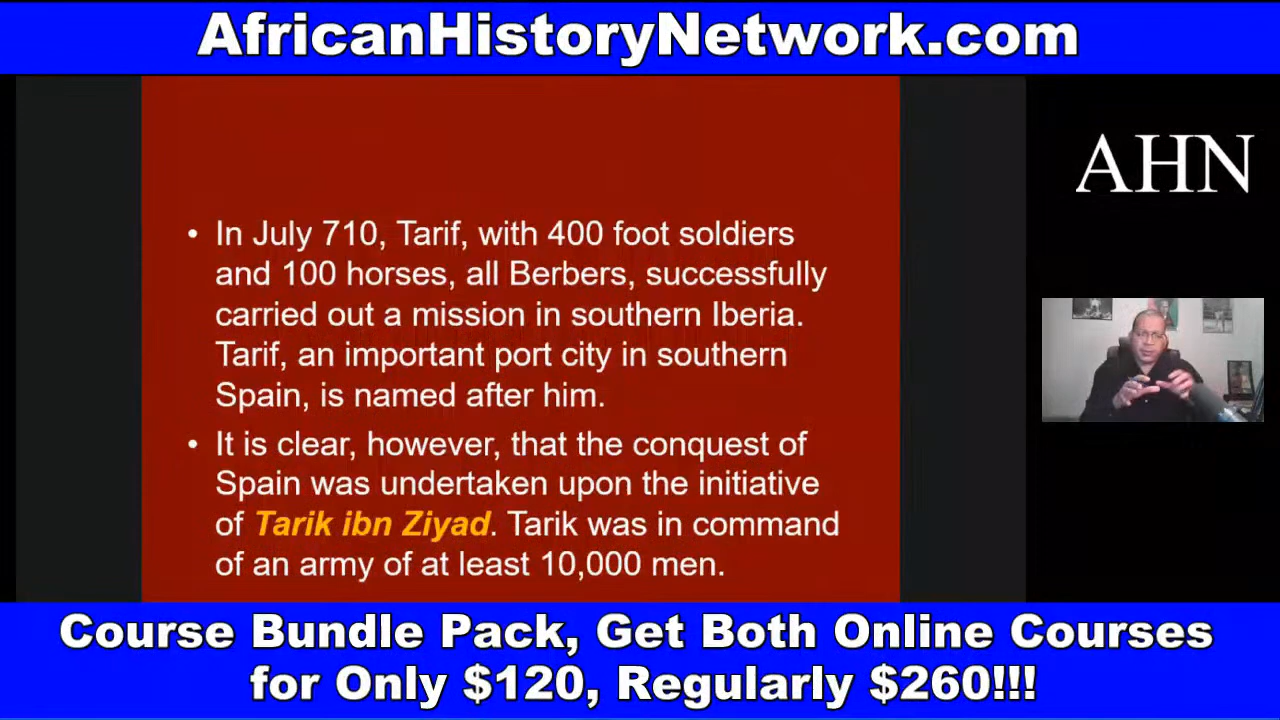 AfricanHistoryNetwork.com
AHN
• In July 710, Tarif, with 400 foot soldiers
and 100 horses, all Berbers, successfully
carried out a mission in southern Iberia.
Tarif, an important port city in southern
Spain, is named after him.
• It is clear, however, that the conquest of
Spain was undertaken upon the initiative
of Tarik ibn Ziyad. Tarik was in command
of an army of at least 10,000 men.
Course Bundle Pack, Get Both Online Courses
for Only $120, Regularly $260!!!